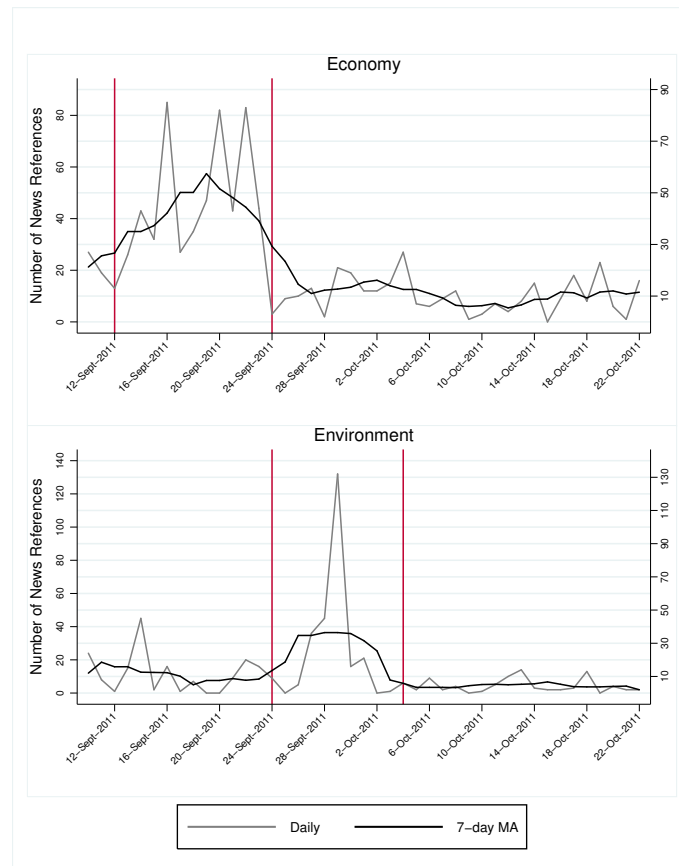 Economy
Number of News References
0 20 40 60 80
10 30 50 70 90
12−Sept−2011 16−Sept−2011 20−Sept−2011 24−Sept−2011 28−Sept−2011 2−Oct−2011 6−Oct−2011 10−Oct−2011 14−Oct−2011 18−Oct−2011 22−Oct−2011
Environment
Number of News References
0 20 40 60 80 100 120 140
10 30 50 70 90 110 130
12−Sept−2011 16−Sept−2011 20−Sept−2011 24−Sept−2011 28−Sept−2011 2−Oct−2011 6−Oct−2011 10−Oct−2011 14−Oct−2011 18−Oct−2011 22−Oct−2011
Daily 7−day MA